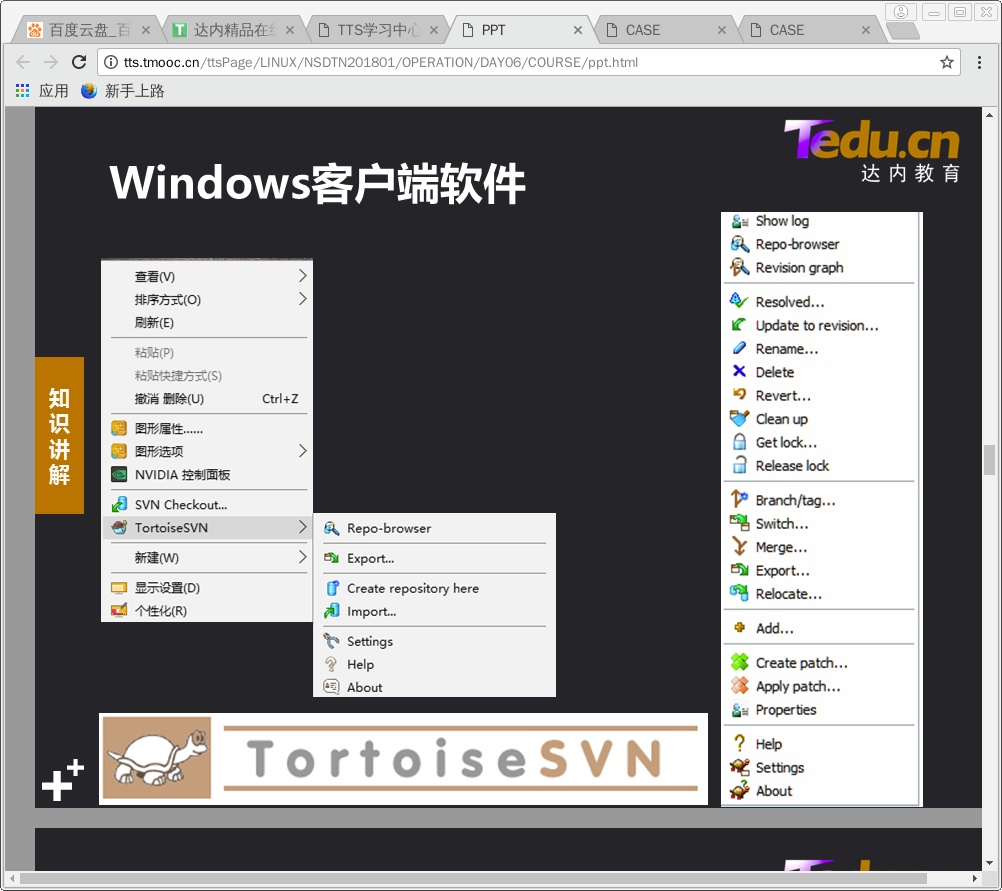 百度云盘_百
达内精品在线
TTS学习中心
PPT
CASE
CASE
tts.tmooc.cn/ttsPage/LINUX/NSDTN201801/OPERATION/DAY06/COURSE/ppt.html
应用
新手上路
Tedu.cn
达内教育
Windows客户端软件
知识讲解
查看(V)
排序方式(O)
刷新(E)
粘贴(P)
粘贴快捷方式(S)
撤消 删除(U) Ctrl+Z
图形属性......
图形选项
NVIDIA 控制面板
SVN Checkout...
TortoiseSVN
新建(W)
显示设置(D)
个性化(R)
Repo-browser
Export...
Create repository here
Import...
Settings
Help
About
Show log
Repo-browser
Revision graph
Resolved...
Update to revision...
Rename...
Delete
Revert...
Clean up
Get lock...
Release lock
Branch/tag...
Switch...
Merge...
Export...
Relocate...
Add...
Create patch...
Apply patch...
Properties
Help
Settings
About
TortoiseSVN